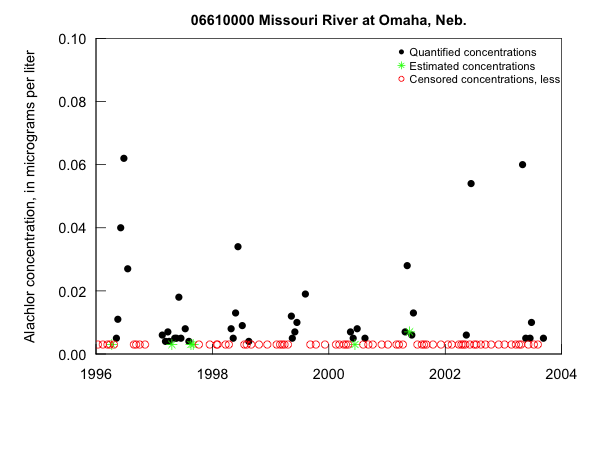 06610000 Missouri River at Omaha, Neb.
Alachlor concentration, in micrograms per liter
0.10
0.08
0.06
0.04
0.02
0.00
Quantified concentrations
Estimated concentrations
Censored concentrations, less
1996
1998
2000
2002
2004